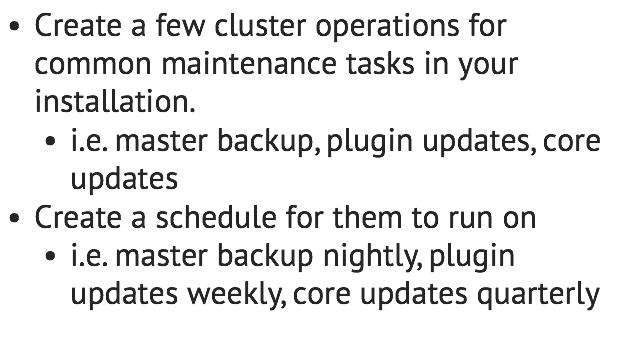 • Create a few cluster operations for
common maintenance tasks in your
installation.
• i.e. master backup, plugin updates, core
updates
• Create a schedule for them to run on
• i.e. master backup nightly, plugin
updates weekly, core updates quarterly